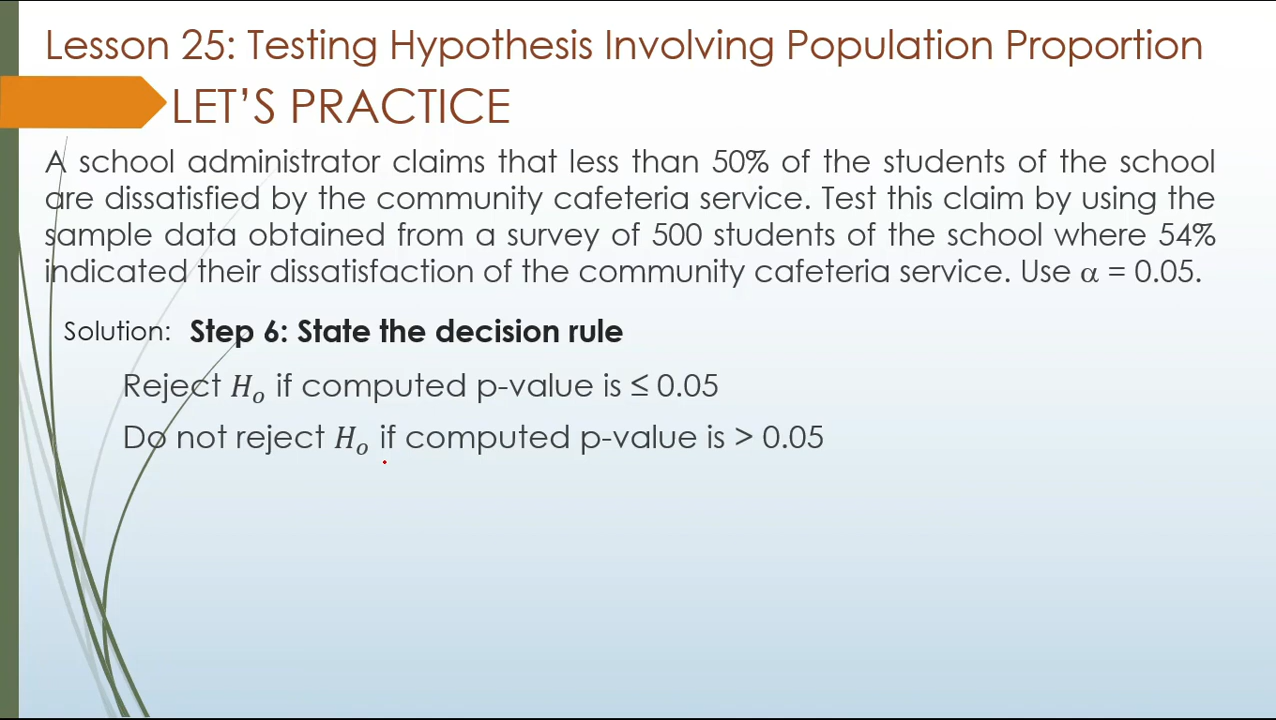 Lesson 25: Testing Hypothesis Involving Population Proportion
LET’S PRACTICE
A school administrator claims that less than 50% of the students of the school
are dissatisfied by the community cafeteria service. Test this claim by using the
sample data obtained from a survey of 500 students of the school where 54%
indicated their dissatisfaction of the community cafeteria service. Use α = 0.05.
Solution: Step 6: State the decision rule
Reject Hₒ if computed p-value is ≤ 0.05
Do not reject Hₒ if computed p-value is > 0.05